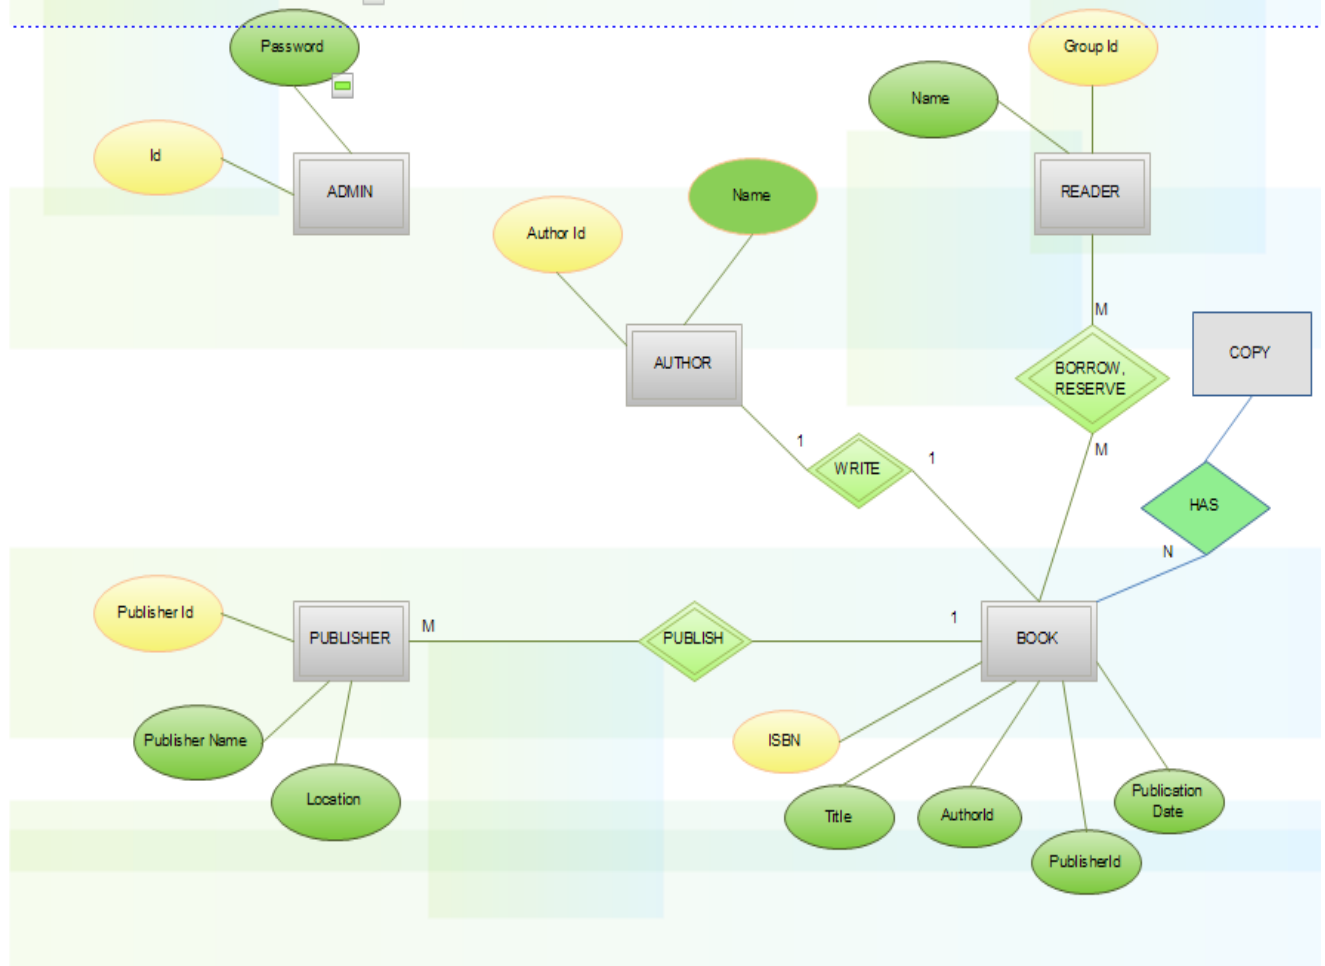 Password
Group Id
Name
Id
ADMIN
READER
Name
Author Id
M
COPY
AUTHOR
BORROW,
RESERVE
1
1
M
WRITE
HAS
N
Publisher Id
M
1
PUBLISHER
PUBLISH
BOOK
Publisher Name
ISBN
Location
Publication
Date
Title
AuthorId
PublisherId